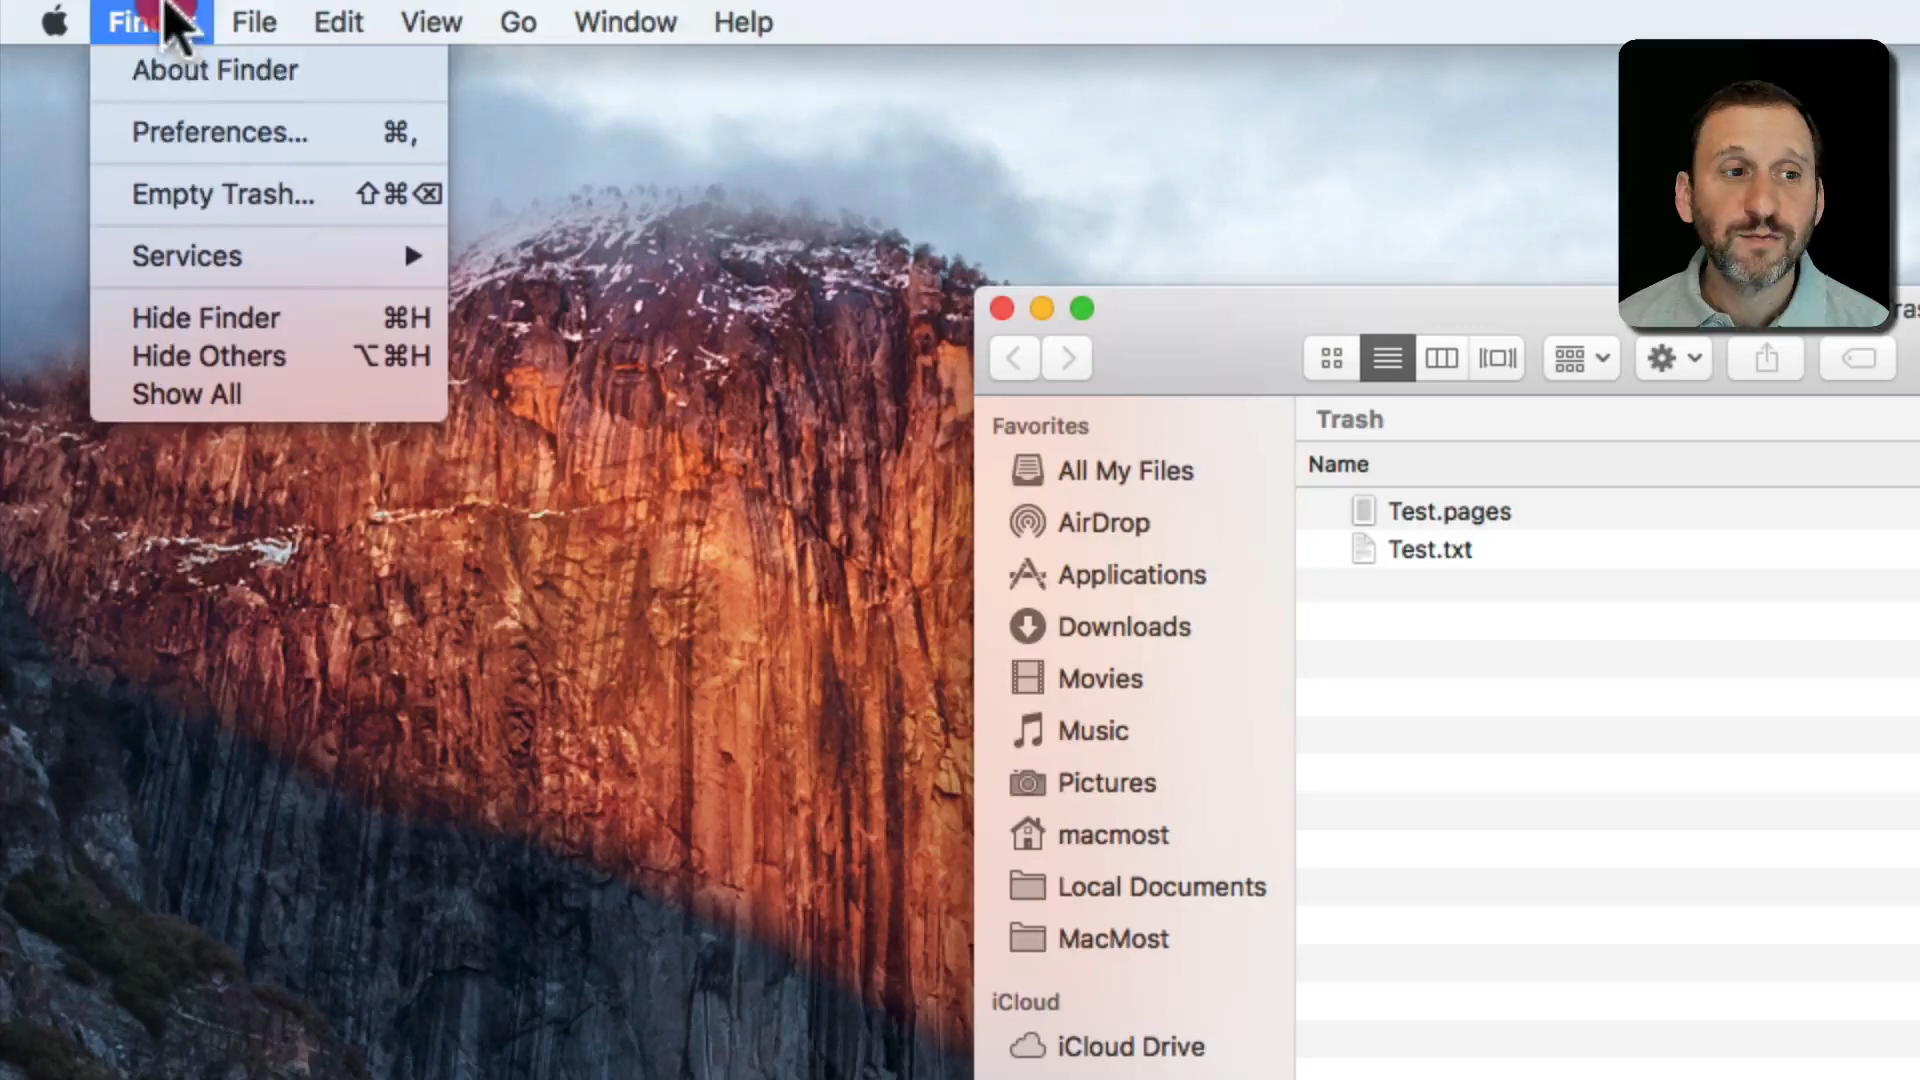 File Edit View Go Window Help
About Finder
Preferences... ⌘,
Empty Trash... ⇧⌘⌫
Services ▶
Hide Finder ⌘H
Hide Others ⌥⌘H
Show All
Favorites
All My Files
AirDrop
Applications
Downloads
Movies
Music
Pictures
macmost
Local Documents
MacMost
iCloud
iCloud Drive
Trash
Name
Test.pages
Test.txt